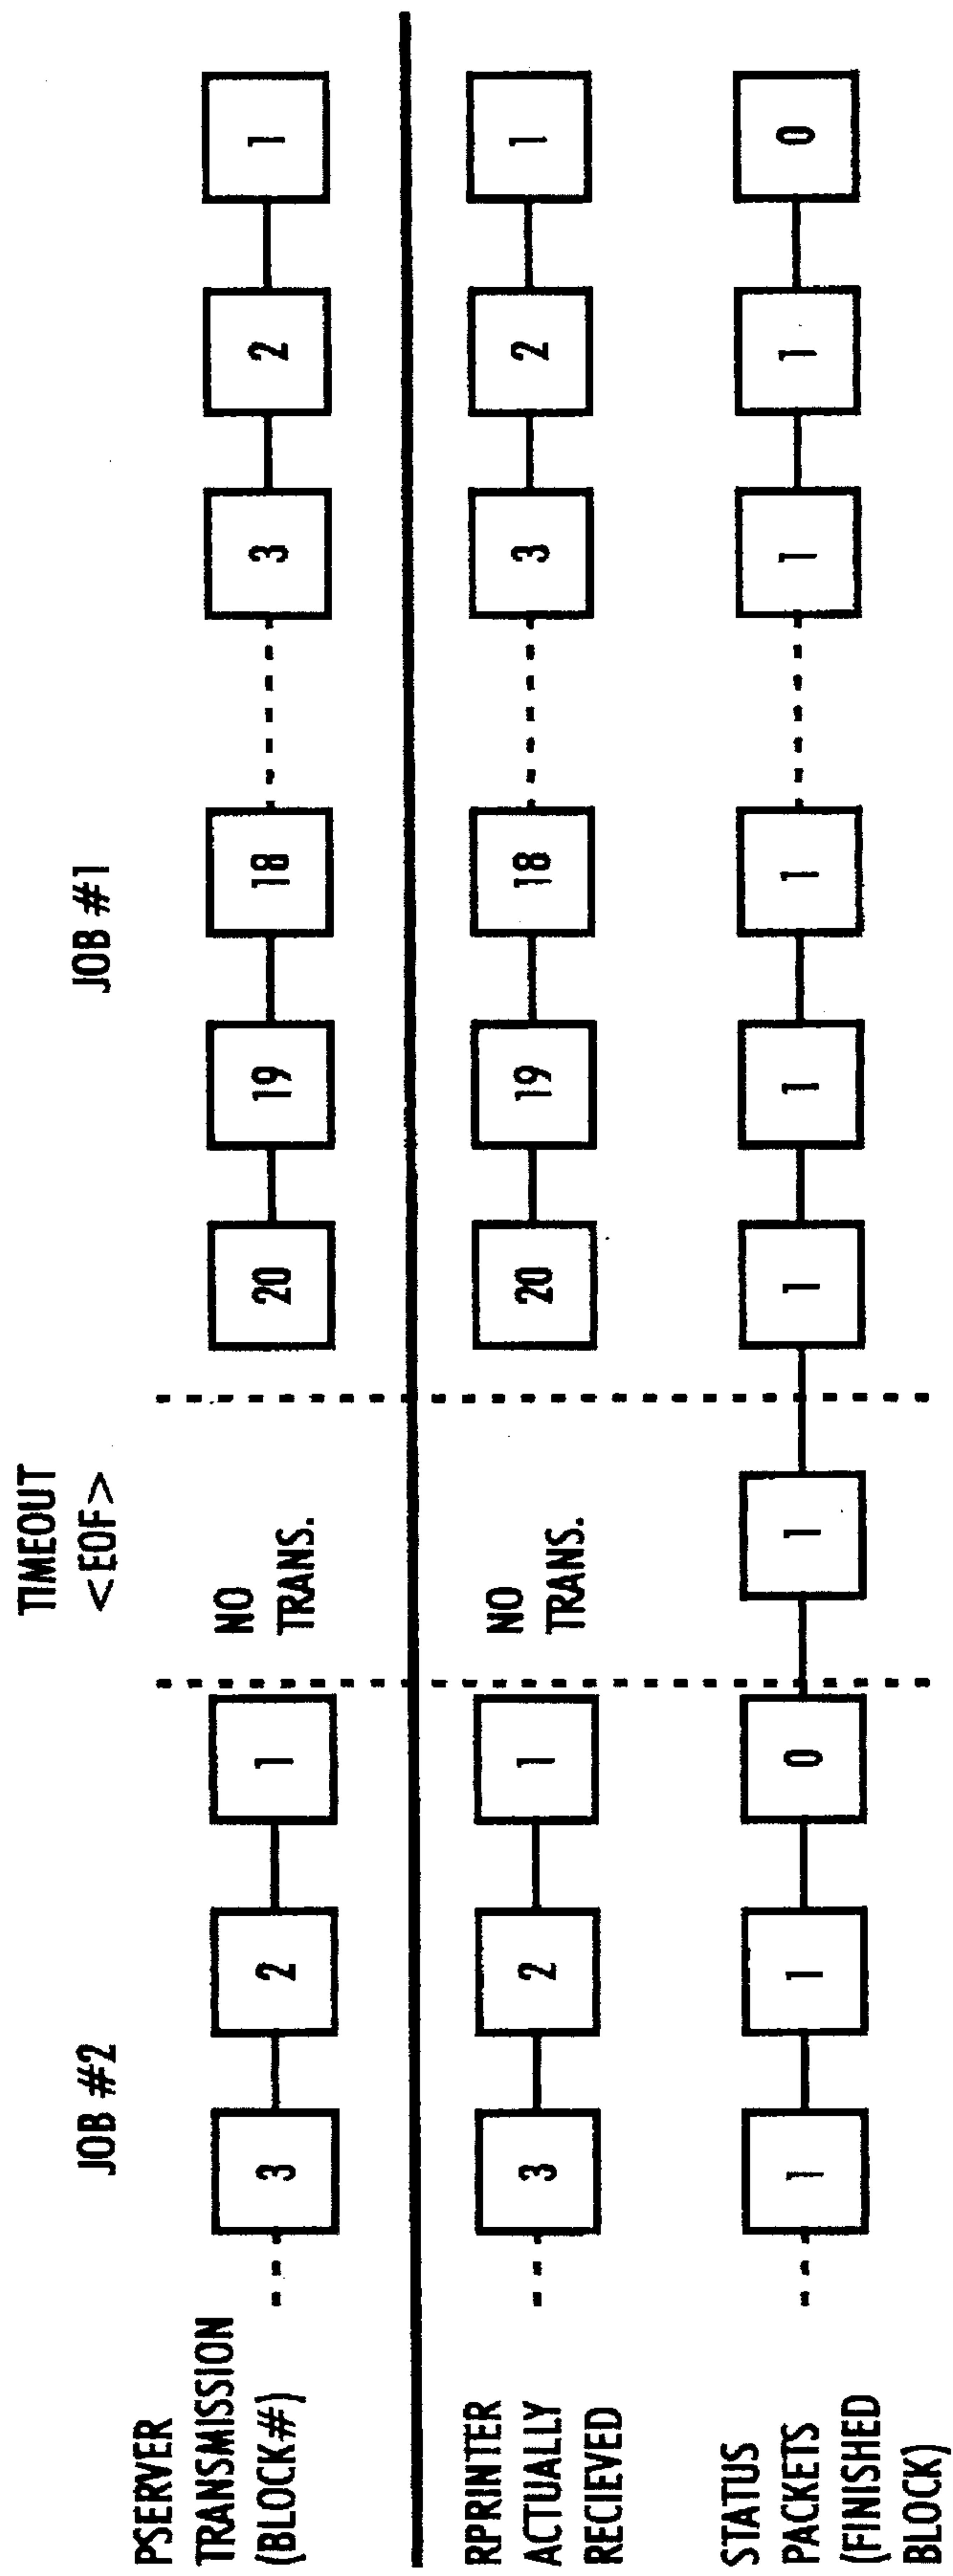 TIMEOUT
JOB #2 <EOF> JOB #1
PSERVER
TRANSMISSION
(BLOCK#)
3 2 1 NO
TRANS. 20 19 18 3 2 1
RPRINTER
ACTUALLY
RECIEVED
3 2 1 NO
TRANS. 20 19 18 3 2 1
STATUS
PACKETS
(FINISHED
BLOCK)
1 1 0 1 1 1 1 1 1 0